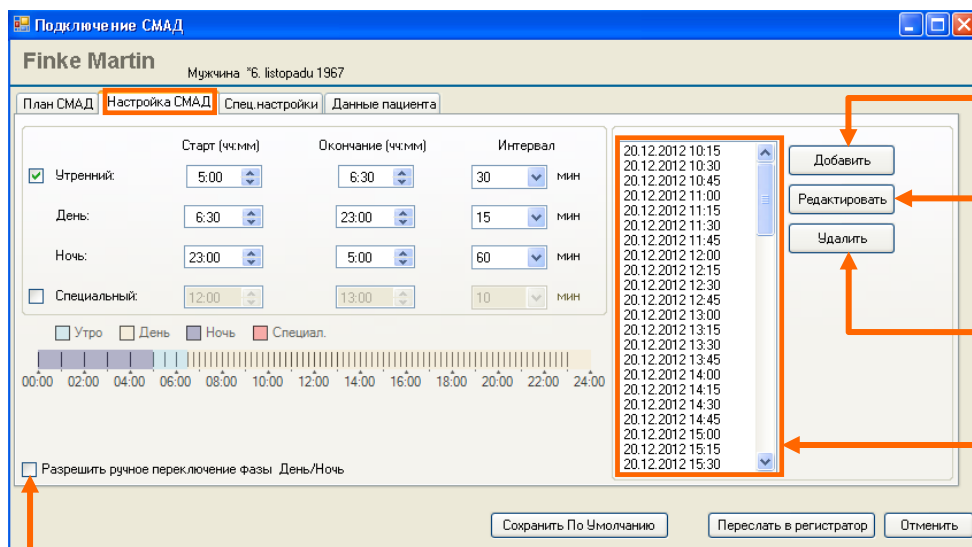 Подключение СМАД
Finke Martin
Мужчина *6. listopadu 1967
План СМАД Настройка СМАД Спец.настройки Данные пациента
Старт (чч:мм) Окончание (чч:мм) Интервал
Утренний: 5:00 6:30 30 мин
День: 6:30 23:00 15 мин
Ночь: 23:00 5:00 60 мин
Специальный: 12:00 13:00 10 мин
Утро День Ночь Специал.
00:00 02:00 04:00 06:00 08:00 10:00 12:00 14:00 16:00 18:00 20:00 22:00 24:00
Разрешить ручное переключение фазы День/Ночь
20.12.2012 10:15
20.12.2012 10:30
20.12.2012 10:45
20.12.2012 11:00
20.12.2012 11:15
20.12.2012 11:30
20.12.2012 11:45
20.12.2012 12:00
20.12.2012 12:15
20.12.2012 12:30
20.12.2012 12:45
20.12.2012 13:00
20.12.2012 13:15
20.12.2012 13:30
20.12.2012 13:45
20.12.2012 14:00
20.12.2012 14:15
20.12.2012 14:30
20.12.2012 14:45
20.12.2012 15:00
20.12.2012 15:15
20.12.2012 15:30
Добавить
Редактировать
Удалить
Сохранить По Умолчанию Переслать в регистратор Отменить